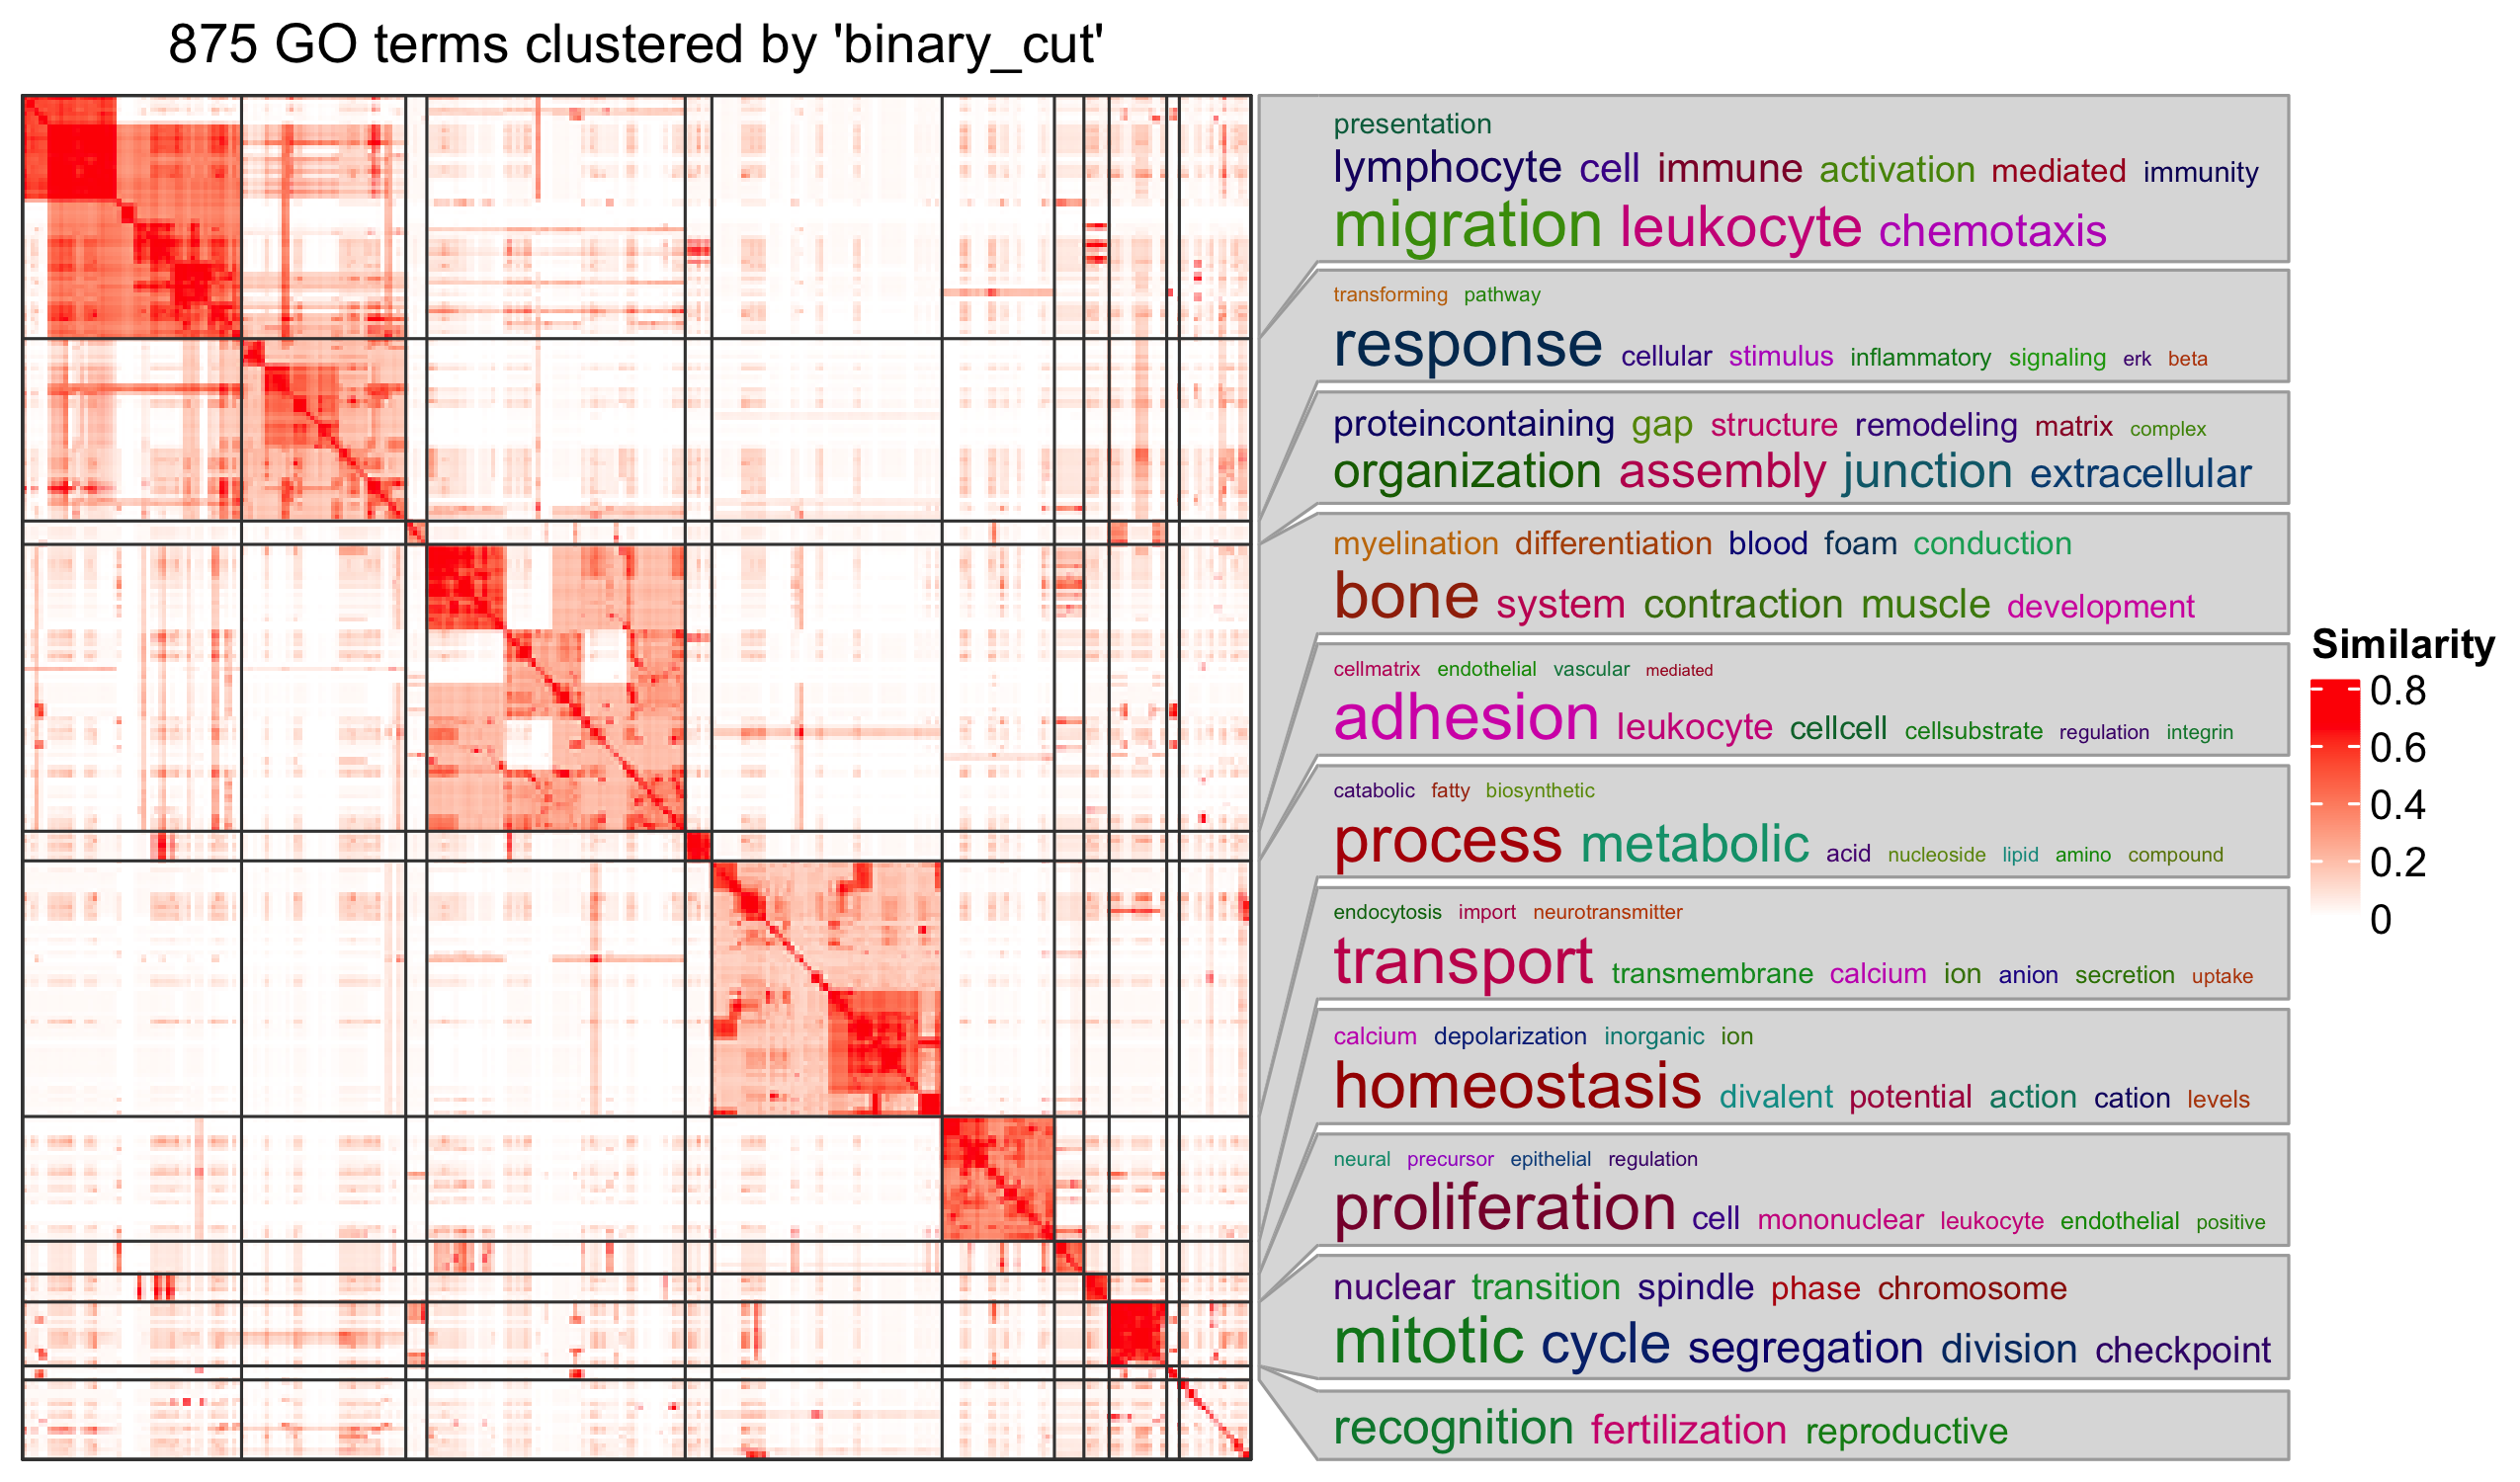 875 GO terms clustered by 'binary_cut'
presentation
lymphocyte cell immune activation mediated immunity
migration leukocyte chemotaxis
transforming pathway
response cellular stimulus inflammatory signaling erk beta
proteincontaining gap structure remodeling matrix complex
organization assembly junction extracellular
myelination differentiation blood foam conduction
bone system contraction muscle development
cellmatrix endothelial vascular mediated
adhesion leukocyte cellcell cellsubstrate regulation integrin
catabolic fatty biosynthetic
process metabolic acid nucleoside lipid amino compound
endocytosis import neurotransmitter
transport transmembrane calcium ion anion secretion uptake
calcium depolarization inorganic ion
homeostasis divalent potential action cation levels
neural precursor epithelial regulation
proliferation cell mononuclear leukocyte endothelial positive
nuclear transition spindle phase chromosome
mitotic cycle segregation division checkpoint
recognition fertilization reproductive
Similarity
0.8
0.6
0.4
0.2
0